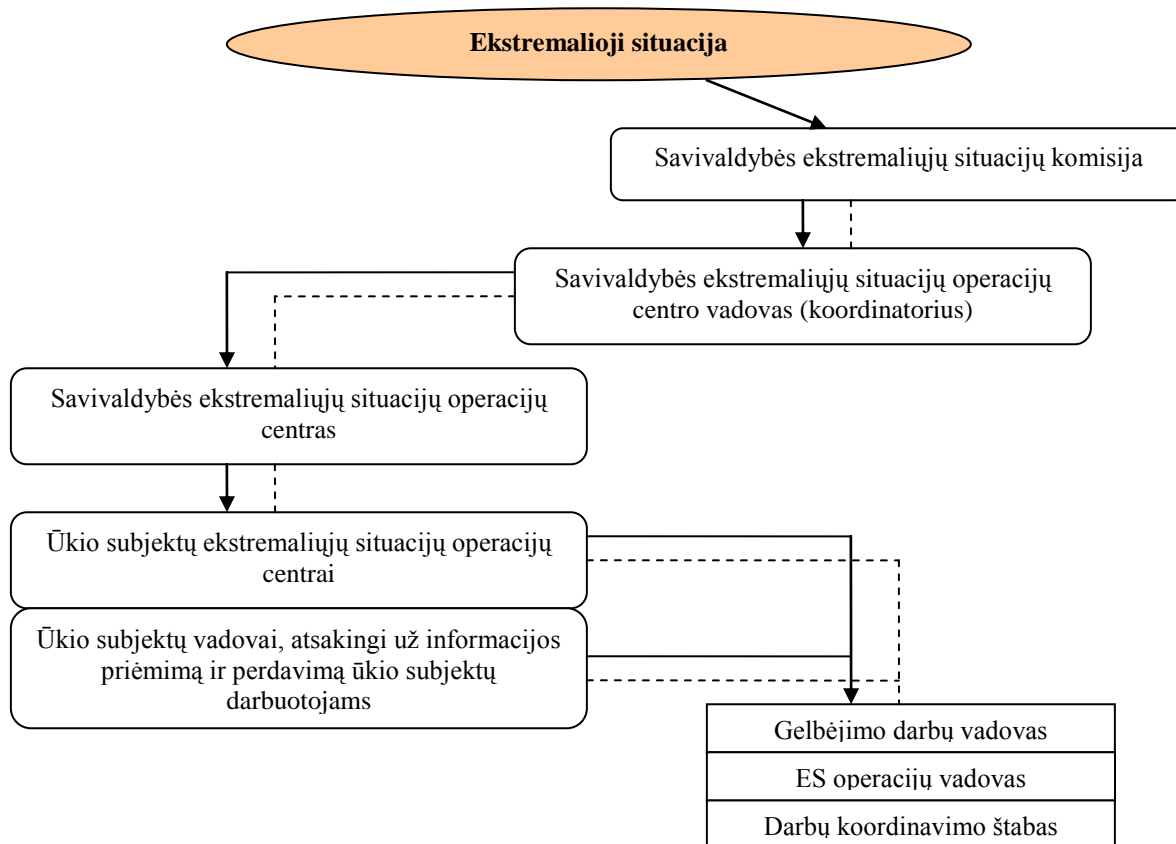 Ekstremalioji situacija
Savivaldybės ekstremaliųjų situacijų komisija
Savivaldybės ekstremaliųjų situacijų operacijų
centro vadovas (koordinatorius)
Savivaldybės ekstremaliųjų situacijų operacijų
centras
Ūkio subjektų ekstremaliųjų situacijų operacijų
centrai
Ūkio subjektų vadovai, atsakingi už informacijos
priėmimą ir perdavimą ūkio subjektų
darbuotojams
Gelbėjimo darbų vadovas
ES operacijų vadovas
Darbų koordinavimo štabas